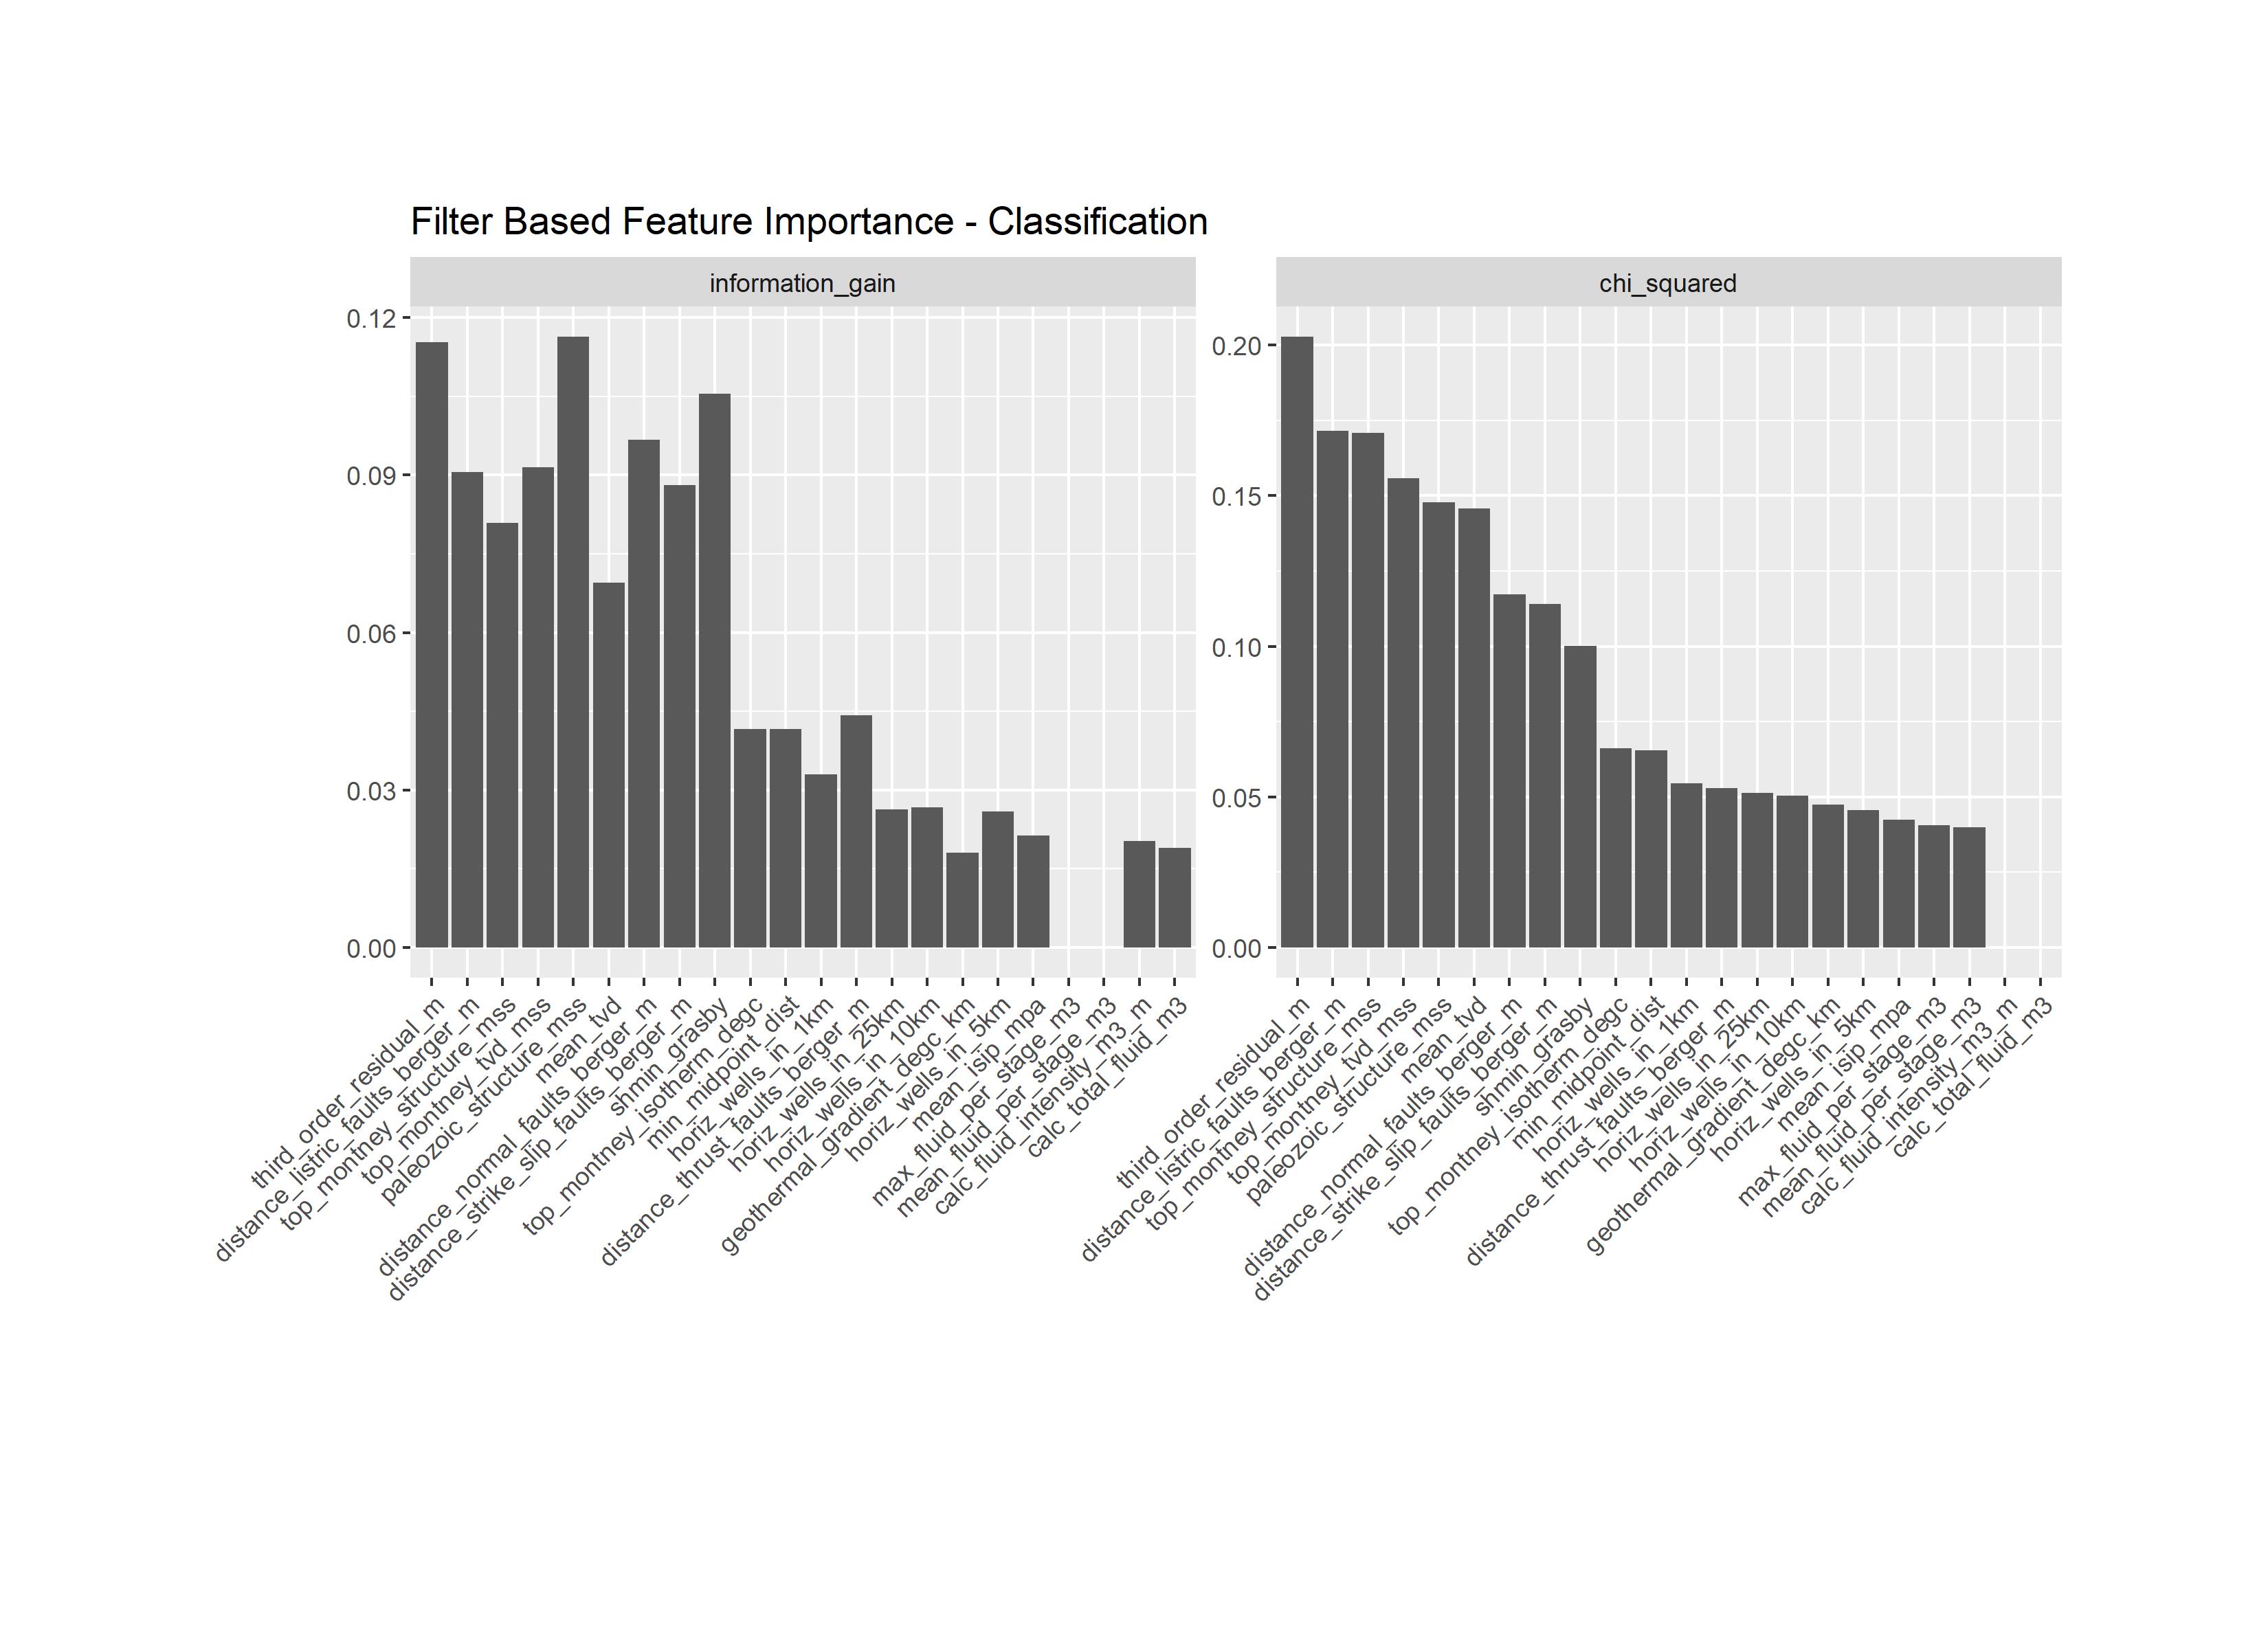 Filter Based Feature Importance - Classification
information_gain
chi_squared
0.12
0.09
0.06
0.03
0.00
0.20
0.15
0.10
0.05
0.00
third_order_residual_m
distance_listric_faults_berger_m
top_montney_structure_mss
top_montney_tvd_mss
paleozoic_structure_mss
mean_tvd
distance_normal_faults_berger_m
distance_strike_slip_faults_berger_m
shmin_grasby
top_montney_isotherm_degc
min_midpoint_dist
horiz_wells_in_1km
distance_thrust_faults_berger_m
horiz_wells_in_25km
horiz_wells_in_10km
geothermal_gradient_degc_km
horiz_wells_in_5km
mean_isip_mpa
max_fluid_per_stage_m3
mean_fluid_per_stage_m3
calc_fluid_intensity_m3_m
calc_total_fluid_m3
third_order_residual_m
distance_listric_faults_berger_m
top_montney_structure_mss
top_montney_tvd_mss
paleozoic_structure_mss
mean_tvd
distance_normal_faults_berger_m
distance_strike_slip_faults_berger_m
shmin_grasby
top_montney_isotherm_degc
min_midpoint_dist
horiz_wells_in_1km
distance_thrust_faults_berger_m
horiz_wells_in_25km
horiz_wells_in_10km
geothermal_gradient_degc_km
horiz_wells_in_5km
mean_isip_mpa
max_fluid_per_stage_m3
mean_fluid_per_stage_m3
calc_fluid_intensity_m3_m
calc_total_fluid_m3